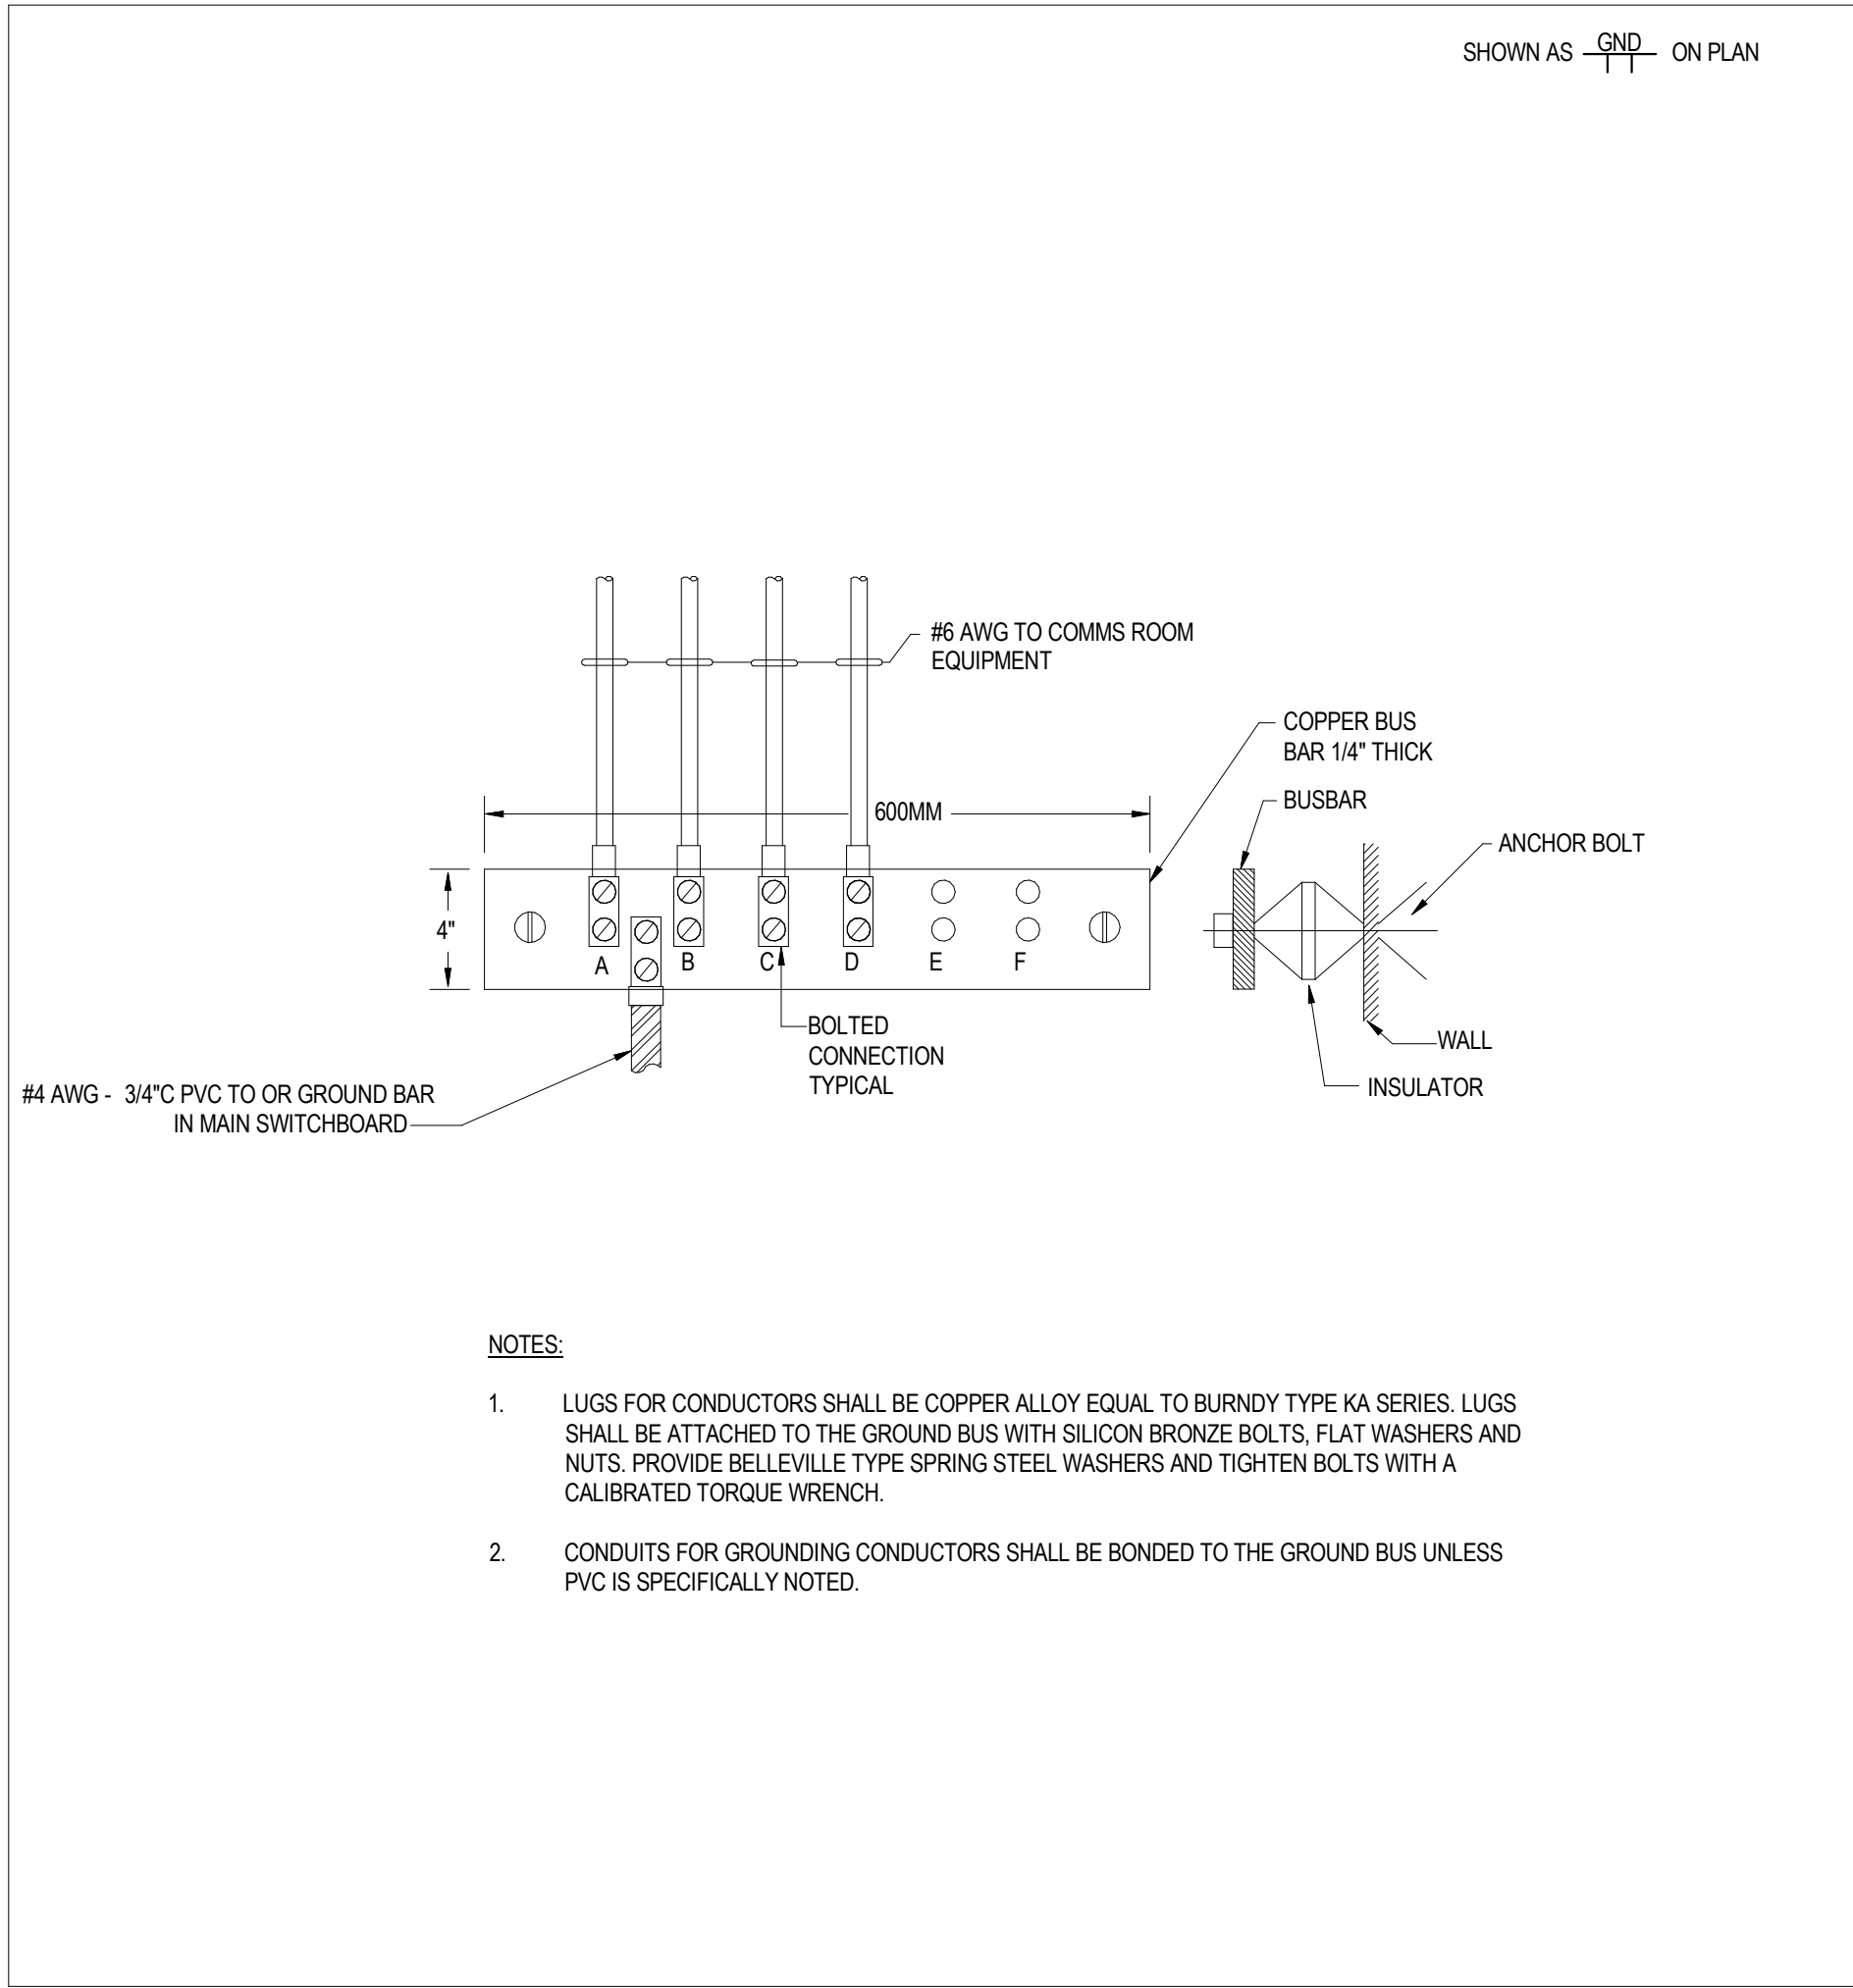 SHOWN AS GND ON PLAN
#6 AWG TO COMMS ROOM
EQUIPMENT
COPPER BUS
BAR 1/4" THICK
BUSBAR
600MM
ANCHOR BOLT
4"
A B C D E F
BOLTED
CONNECTION
TYPICAL
WALL
INSULATOR
#4 AWG - 3/4"C PVC TO OR GROUND BAR
IN MAIN SWITCHBOARD
NOTES:
1. LUGS FOR CONDUCTORS SHALL BE COPPER ALLOY EQUAL TO BURNDY TYPE KA SERIES. LUGS
SHALL BE ATTACHED TO THE GROUND BUS WITH SILICON BRONZE BOLTS, FLAT WASHERS AND
NUTS. PROVIDE BELLEVILLE TYPE SPRING STEEL WASHERS AND TIGHTEN BOLTS WITH A
CALIBRATED TORQUE WRENCH.
2. CONDUITS FOR GROUNDING CONDUCTORS SHALL BE BONDED TO THE GROUND BUS UNLESS
PVC IS SPECIFICALLY NOTED.